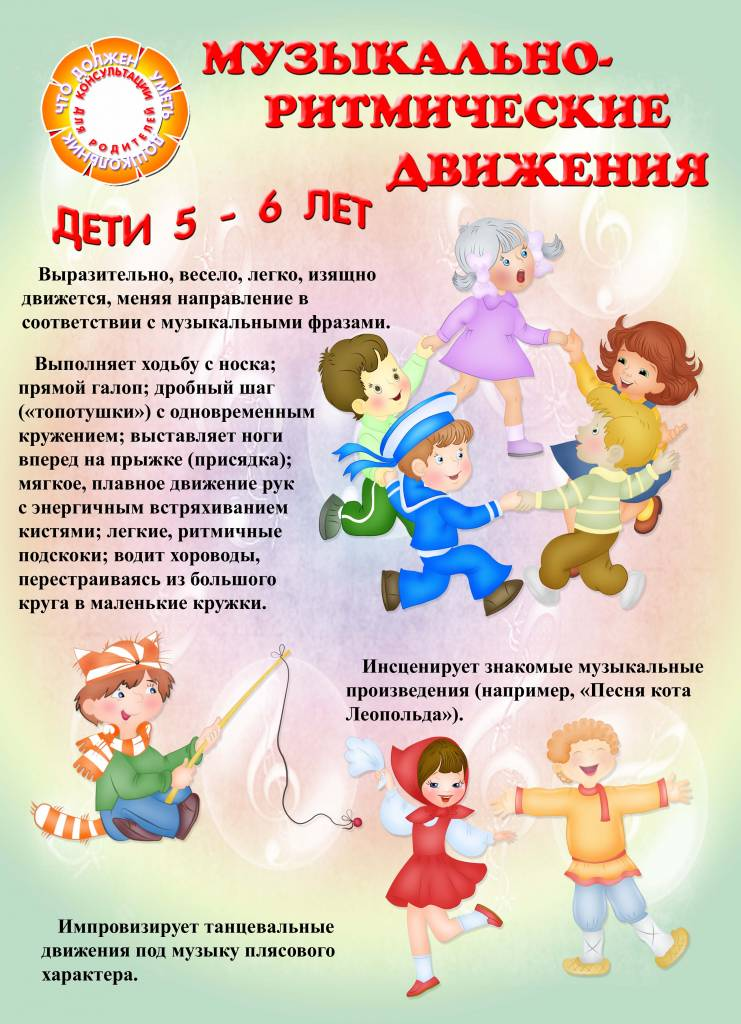 ЧТО ДОЛЖЕН УМЕТЬ ДОШКОЛЬНИК
КОНСУЛЬТАЦИИ ДЛЯ РОДИТЕЛЕЙ
МУЗЫКАЛЬНО-
РИТМИЧЕСКИЕ
ДВИЖЕНИЯ
ДЕТИ 5 - 6 ЛЕТ
Выразительно, весело, легко, изящно
движется, меняя направление в
соответствии с музыкальными фразами.
Выполняет ходьбу с носка;
прямой галоп; дробный шаг
(«топотушки») с одновременным
кружением; выставляет ноги
вперед на прыжке (присядка);
мягкое, плавное движение рук
с энергичным встряхиванием
кистями; легкие, ритмичные
подскоки; водит хороводы,
перестраиваясь из большого
круга в маленькие кружки.
Инсценирует знакомые музыкальные
произведения (например, «Песня кота
Леопольда»).
Импровизирует танцевальные
движения под музыку плясового
характера.